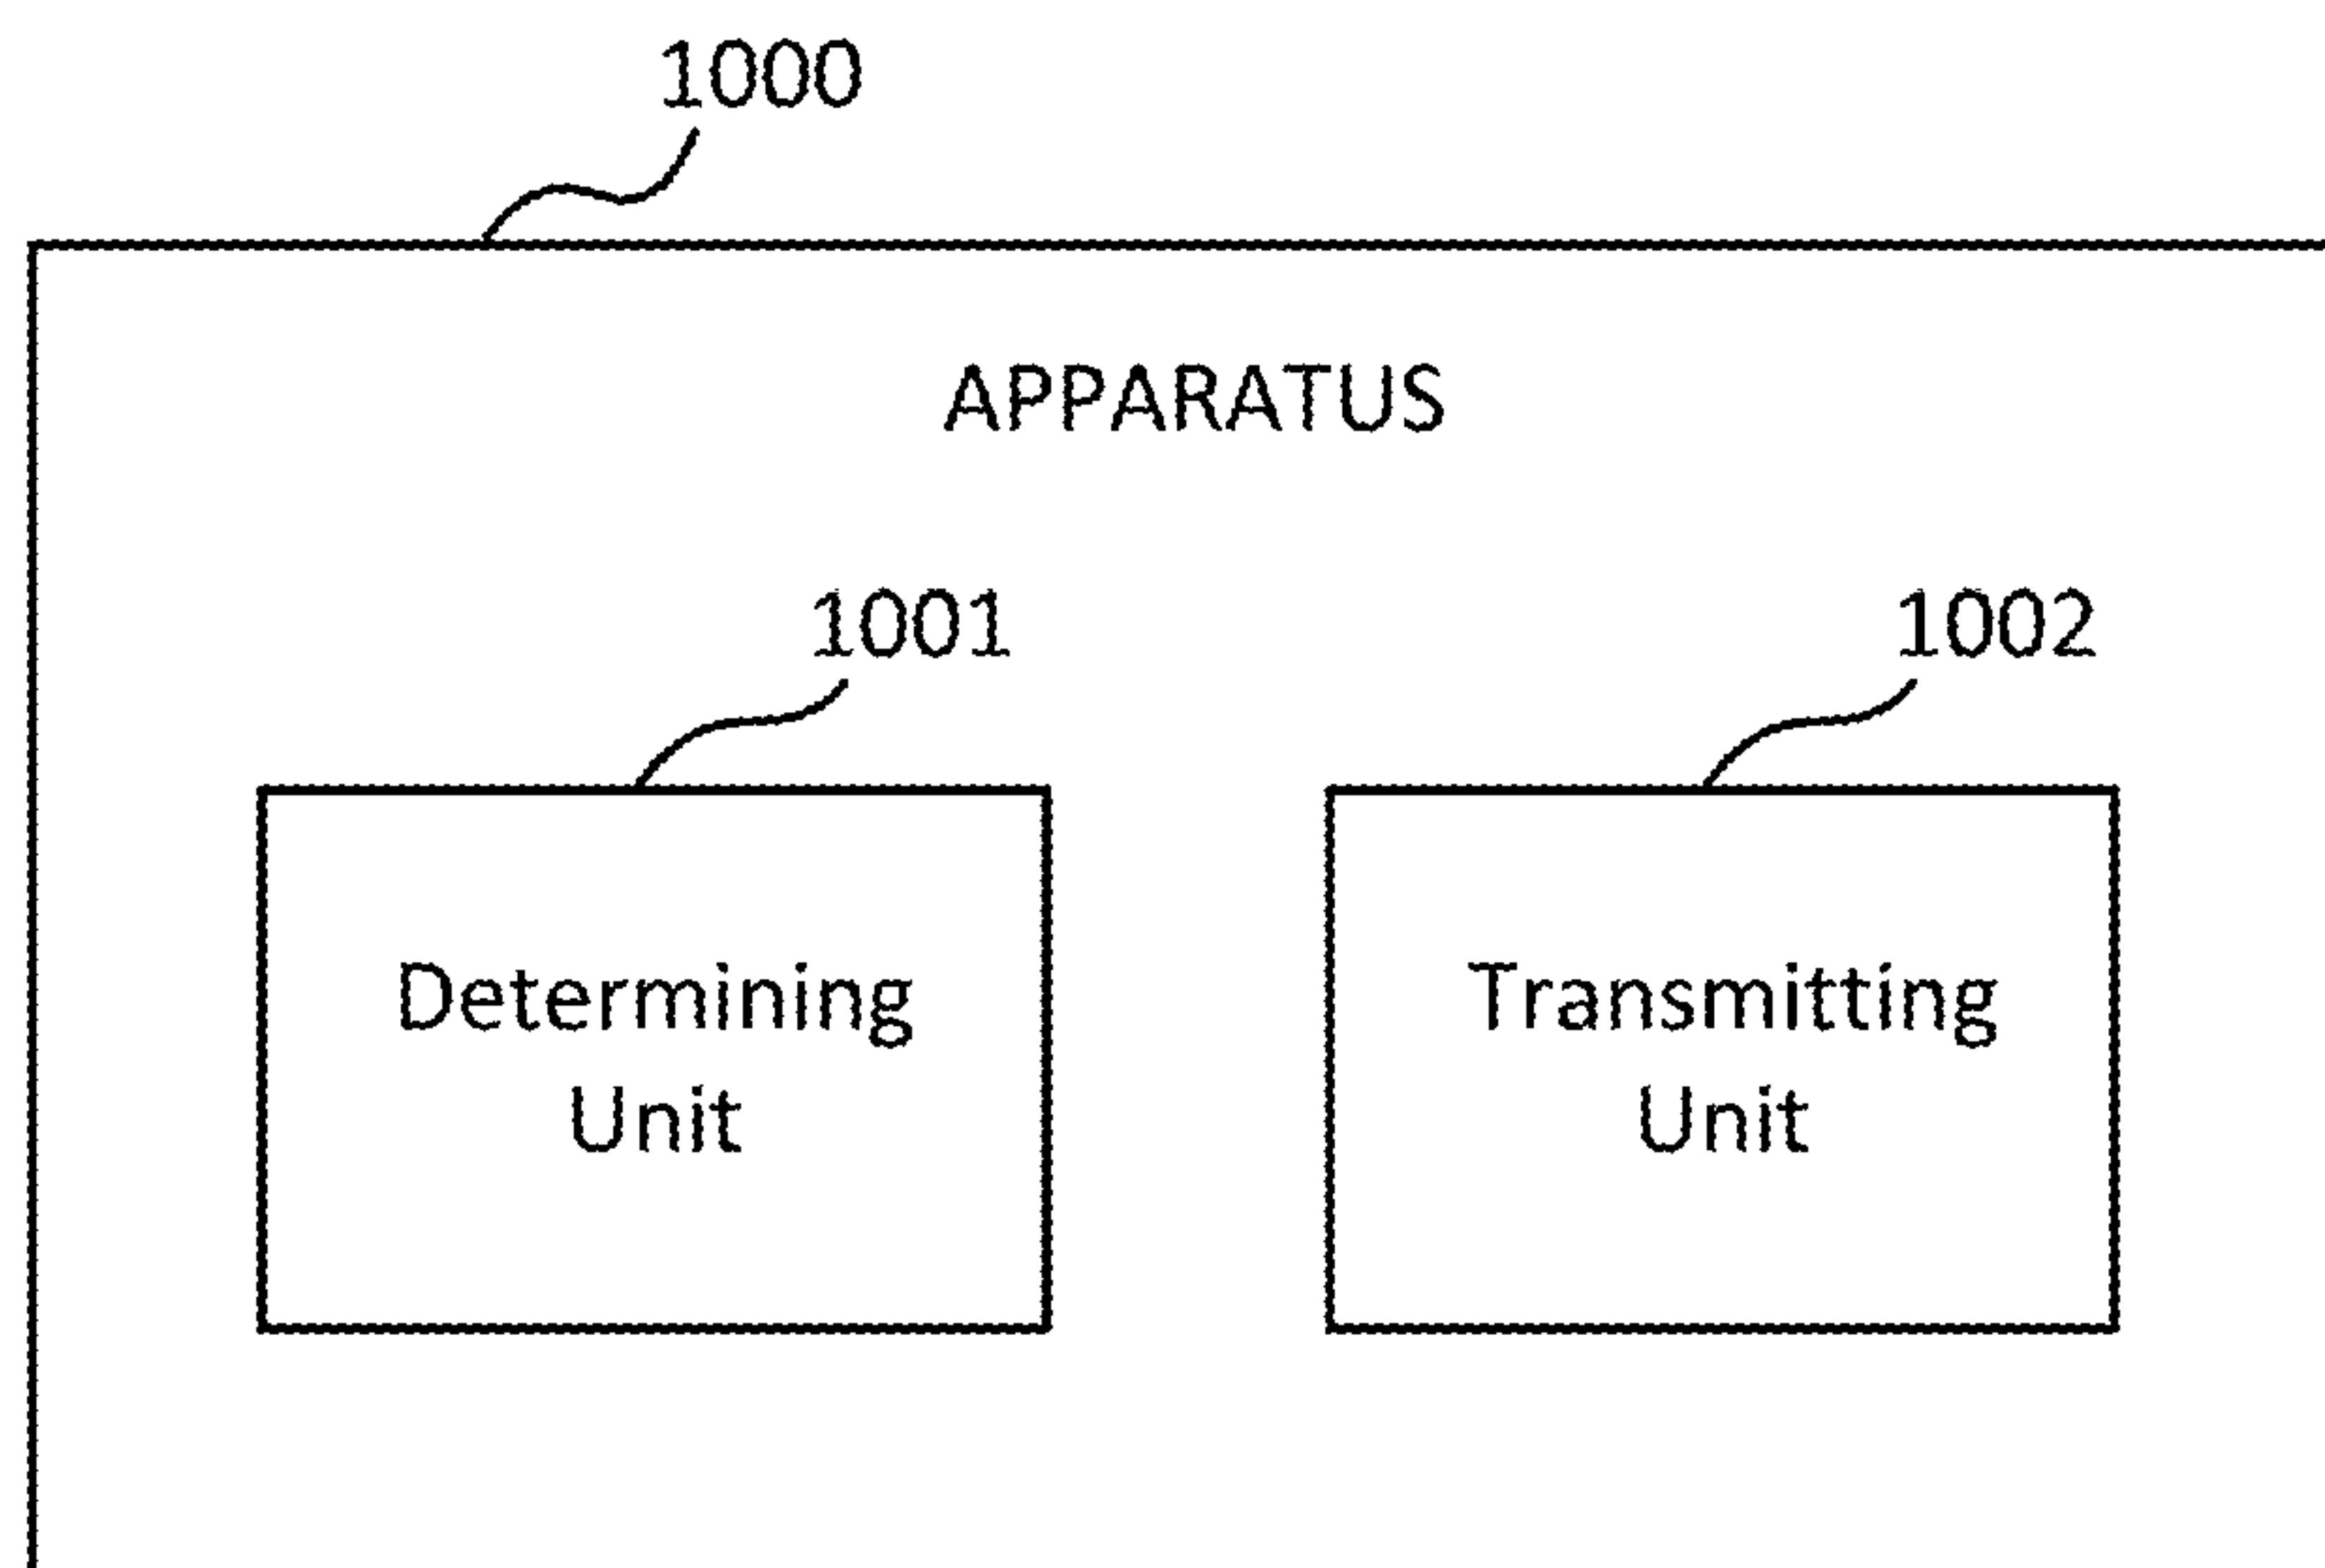 1000
APPARATUS
1001
1002
Determining
Unit
Transmitting
Unit